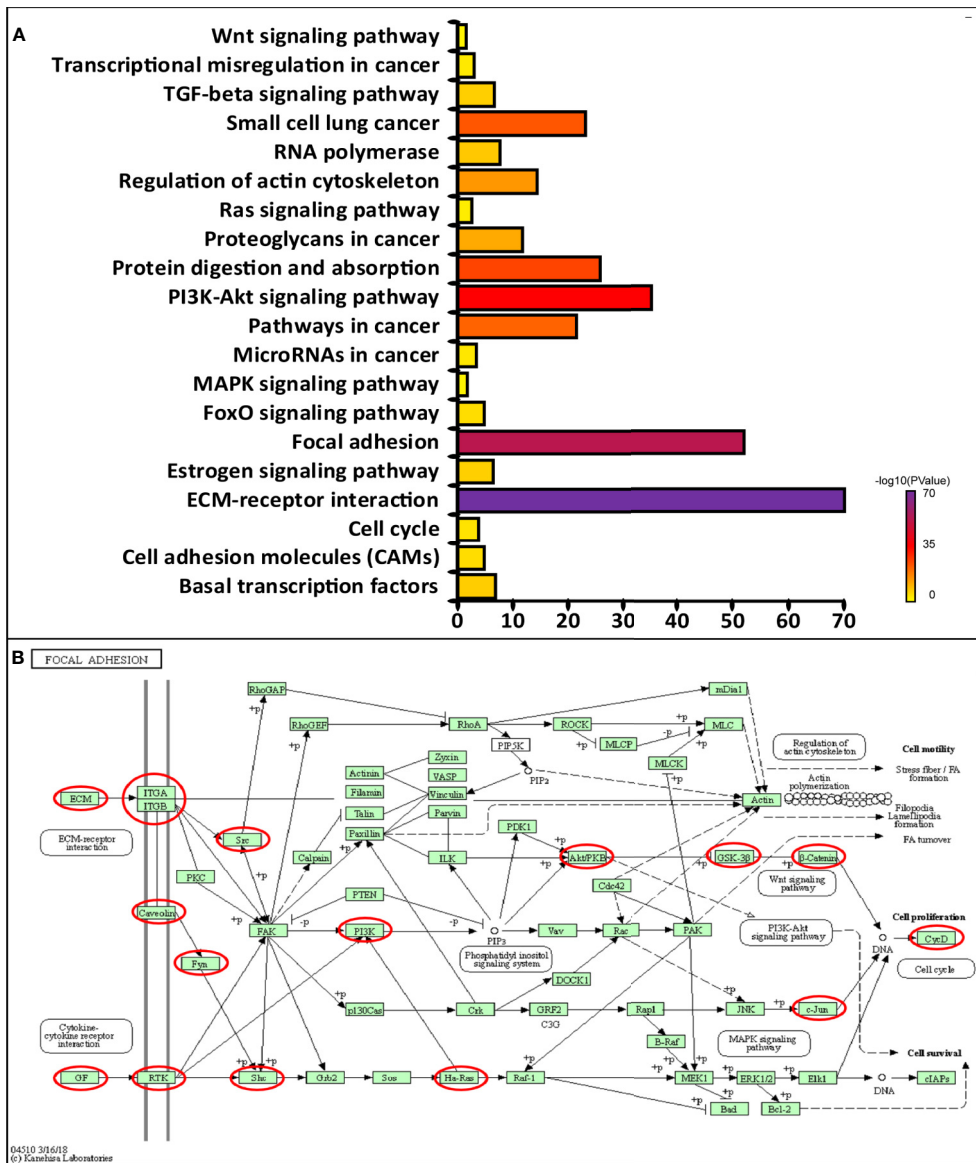 A
Wnt signaling pathway
Transcriptional misregulation in cancer
TGF-beta signaling pathway
Small cell lung cancer
RNA polymerase
Regulation of actin cytoskeleton
Ras signaling pathway
Proteoglycans in cancer
Protein digestion and absorption
PI3K-Akt signaling pathway
Pathways in cancer
MicroRNAs in cancer
MAPK signaling pathway
FoxO signaling pathway
Focal adhesion
Estrogen signaling pathway
ECM-receptor interaction
Cell cycle
Cell adhesion molecules (CAMs)
Basal transcription factors
0 10 20 30 40 50 60 70
-log10(PValue)
70
35
0
B
FOCAL ADHESION
RhoGAP
mDia1
+p
RhoGEF
RhoA
ROCK
+p
MLC
+p
PIP5K
+p
-p
MLCP
+p
Regulation of
actin cytoskeleton
Cell motility
Zyxin
MLCK
Actinin
VASP
PIP2
Stress fiber / FA
formation
ECM
ITGA
ITGB
Filamin
Vinculin
+p
Actin
polymerization
Actin
Talin
Parvin
Filopodia
Lamellipodia
formation
ECM-receptor
interaction
Src
Paxillin
PDK1
FA turnover
Calpain
+p
ILK
+p
Akt/PKB
+p
GSK-3β
β-Catenin
PKC
Cdc42
Wnt signaling
pathway
PTEN
Caveolin
+p
-p
-p
FAK
PI3K
PIP3
Vav
Rac
PAK
PI3K-Akt
signaling pathway
Cell proliferation
DNA
CycD
Fyn
Phosphatidyl inositol
signaling system
Cell cycle
DOCK1
+p
p130Cas
Crk
GRF2
C3G
Rap1
+p
JNK
+p
c-Jun
Cytokine-
cytokine receptor
interaction
B-Raf
MAPK signaling
pathway
Cell survival
+p
+p
+p
+p
+p
+p
+p
GF
RTK
Shc
Grb2
Sos
Ha-Ras
Raf-1
MEK1
ERK1/2
Elk1
DNA
cIAPs
+p
+p
Bad
Bcl-2
04510 3/16/18
(c) Kanehisa Laboratories